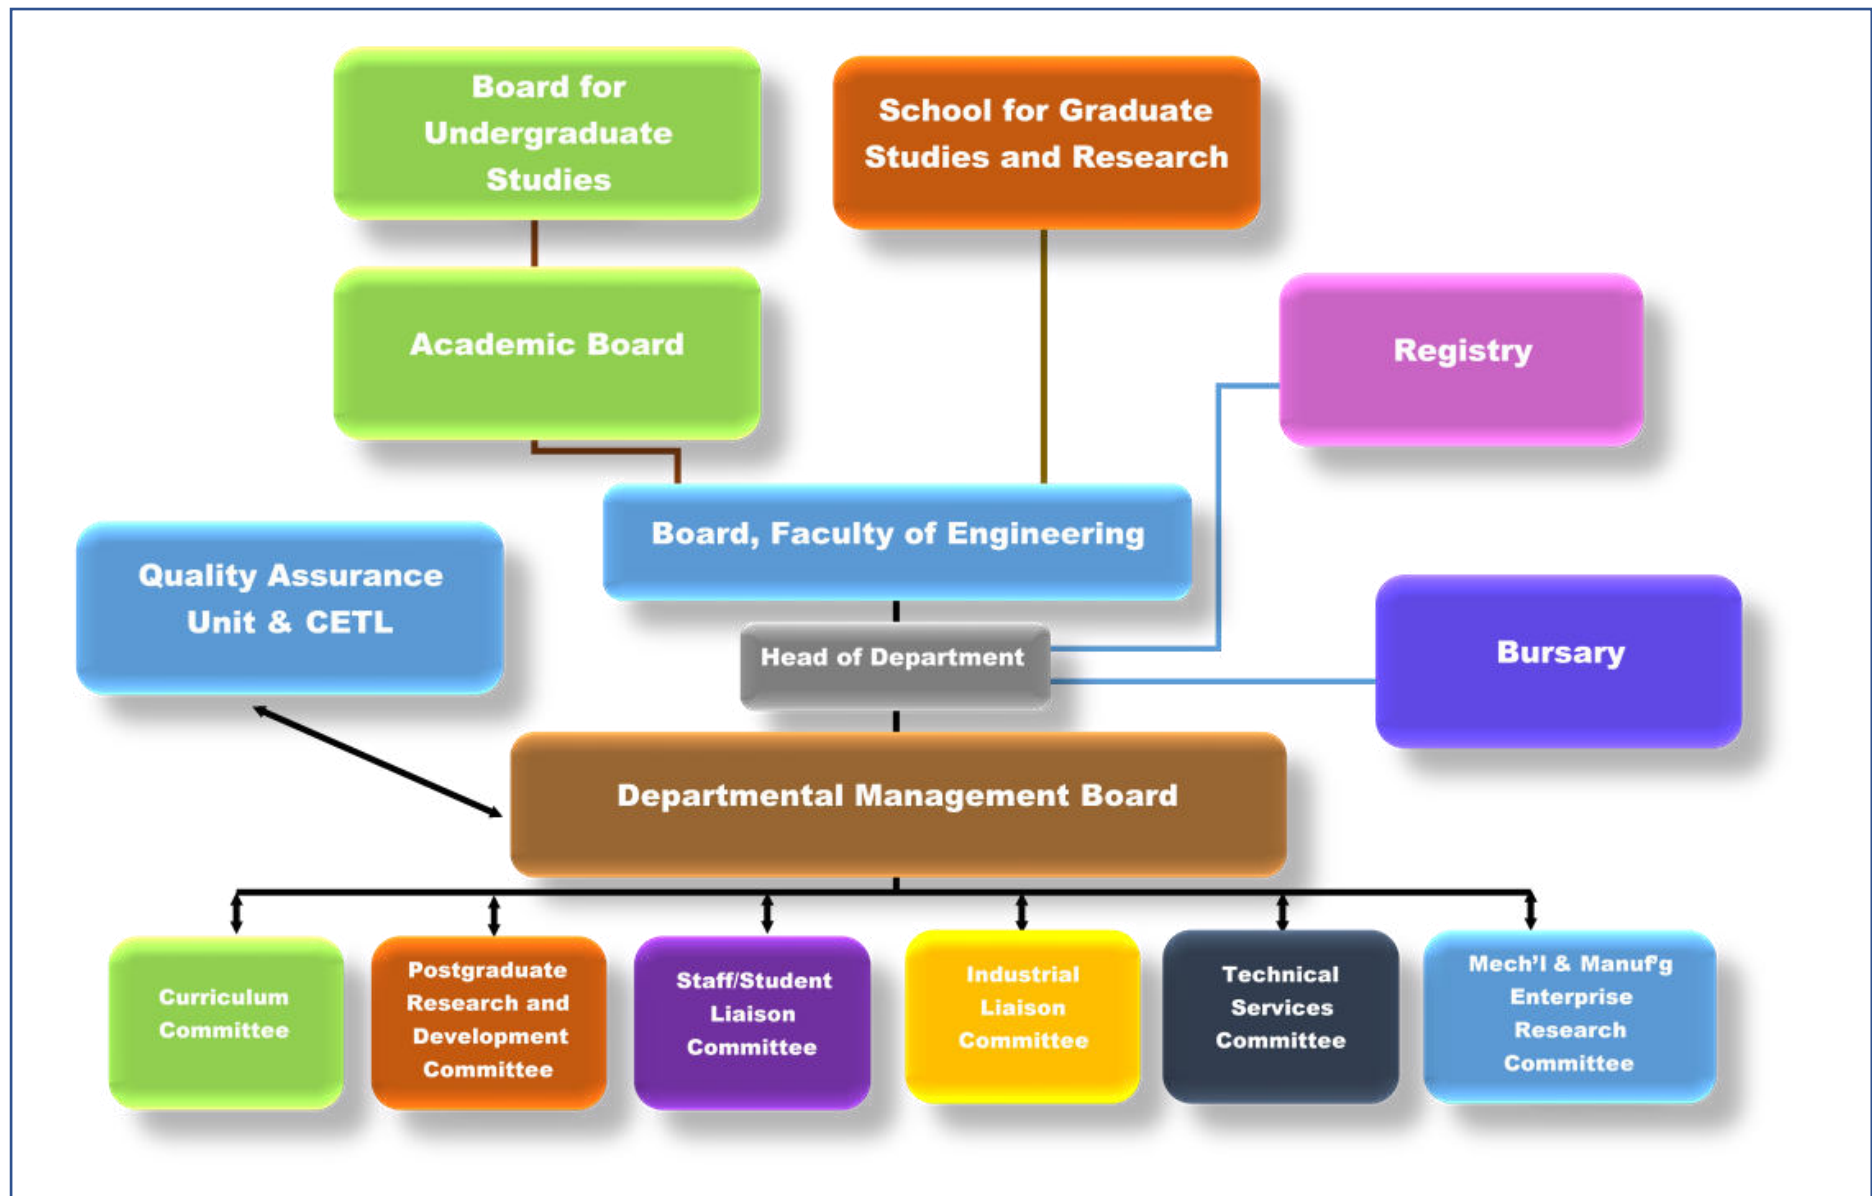 Board for
Undergraduate
Studies
School for Graduate
Studies and Research
Academic Board
Registry
Board, Faculty of Engineering
Quality Assurance
Unit & CETL
Head of Department
Bursary
Departmental Management Board
Curriculum
Committee
Postgraduate
Research and
Development
Committee
Staff/Student
Liaison
Committee
Industrial
Liaison
Committee
Technical
Services
Committee
Mech'l & Manuf'g
Enterprise
Research
Committee